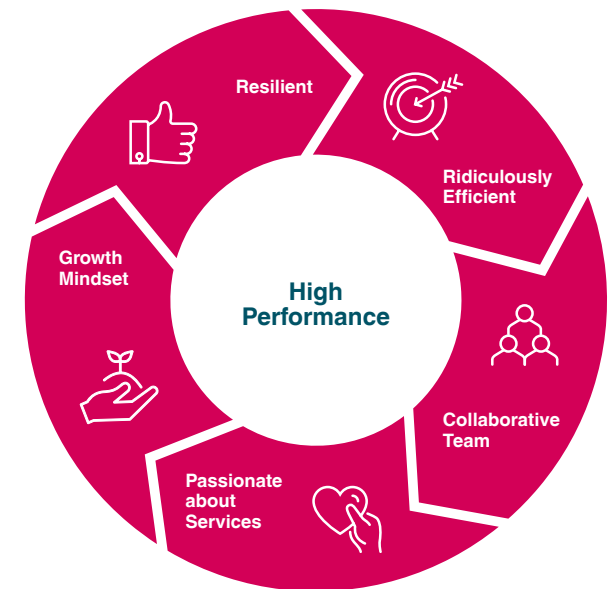 Resilient
Ridiculously
Efficient
Growth
Mindset
High
Performance
Collaborative
Team
Passionate
about
Services